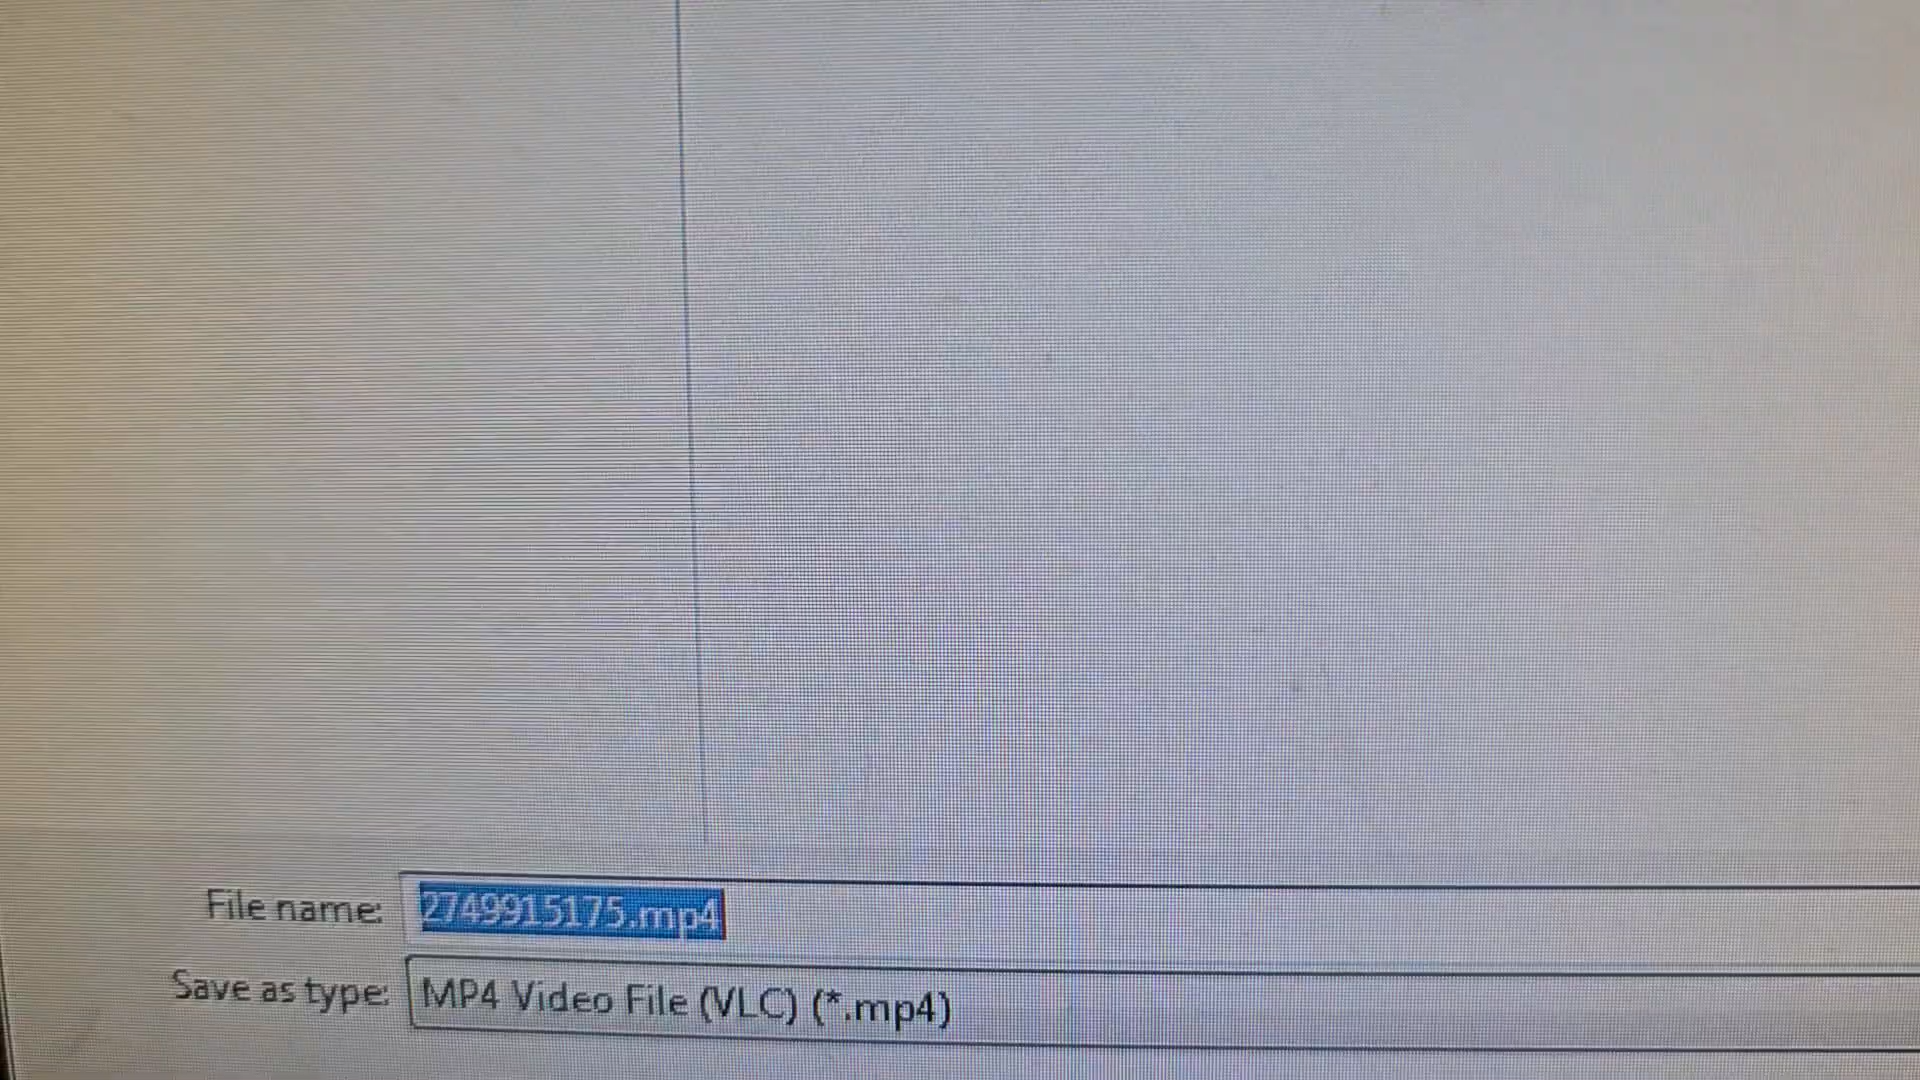 File name: 2749915175.mp4
Save as type: MP4 Video File (VLC) (*.mp4)